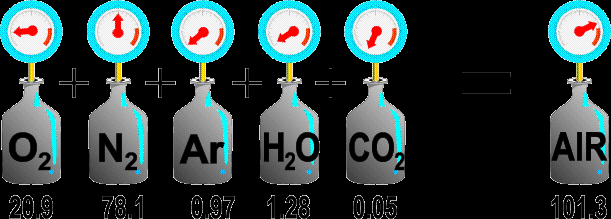 O₂ + N₂ + Ar + H₂O + CO₂ = AIR
20.9 78.1 0.97 1.28 0.05 101.3